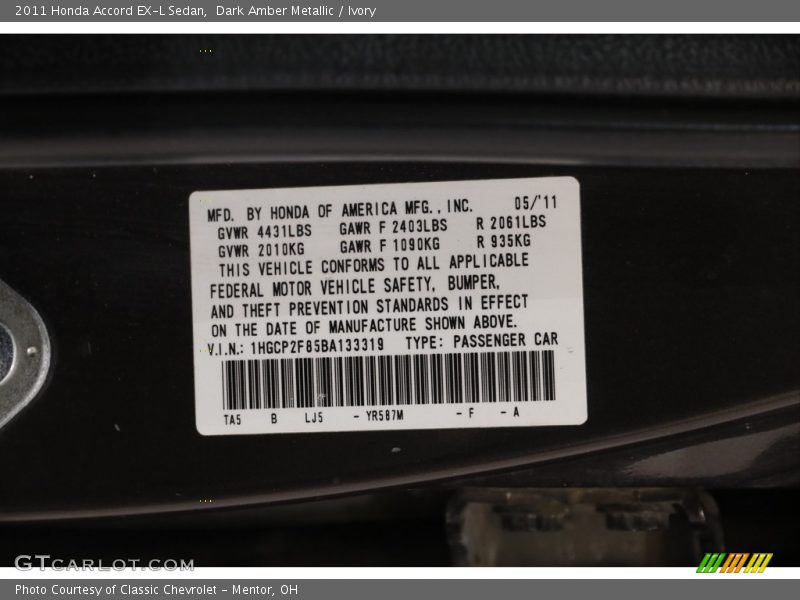 2011 Honda Accord EX-L Sedan,  Dark Amber Metallic / Ivory
MFD. BY HONDA OF AMERICA MFG., INC. 05/'11
GVWR 4431LBS GAWR F 2403LBS R 2061LBS
GVWR 2010KG GAWR F 1090KG R 935KG
THIS VEHICLE CONFORMS TO ALL APPLICABLE
FEDERAL MOTOR VEHICLE SAFETY, BUMPER,
AND THEFT PREVENTION STANDARDS IN EFFECT
ON THE DATE OF MANUFACTURE SHOWN ABOVE.
V.I.N.: 1HGCP2F85BA133319 TYPE: PASSENGER CAR
TA5 B LJ5 - YR587M - F - A
GTCARLOT.COM
Photo Courtesy of Classic Chevrolet - Mentor, OH